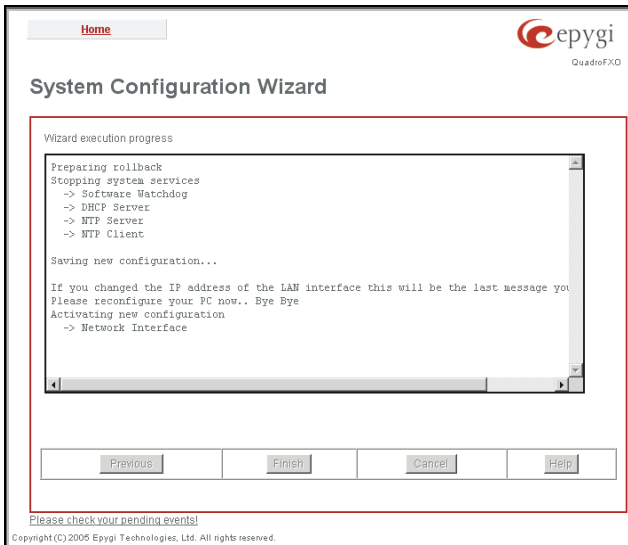 Home
epygi
QuadroFXO
System Configuration Wizard
Wizard execution progress
Preparing rollback
Stopping system services
-> Software Watchdog
-> DHCP Server
-> NTP Server
-> NTP Client
Saving new configuration...
If you changed the IP address of the LAN interface this will be the last message
Please reconfigure your PC now.. Bye Bye
Activating new configuration
-> Network Interface
Previous
Finish
Cancel
Help
Please check your pending events!
Copyright (C) 2005 Epygi Technologies, Ltd. All rights reserved.